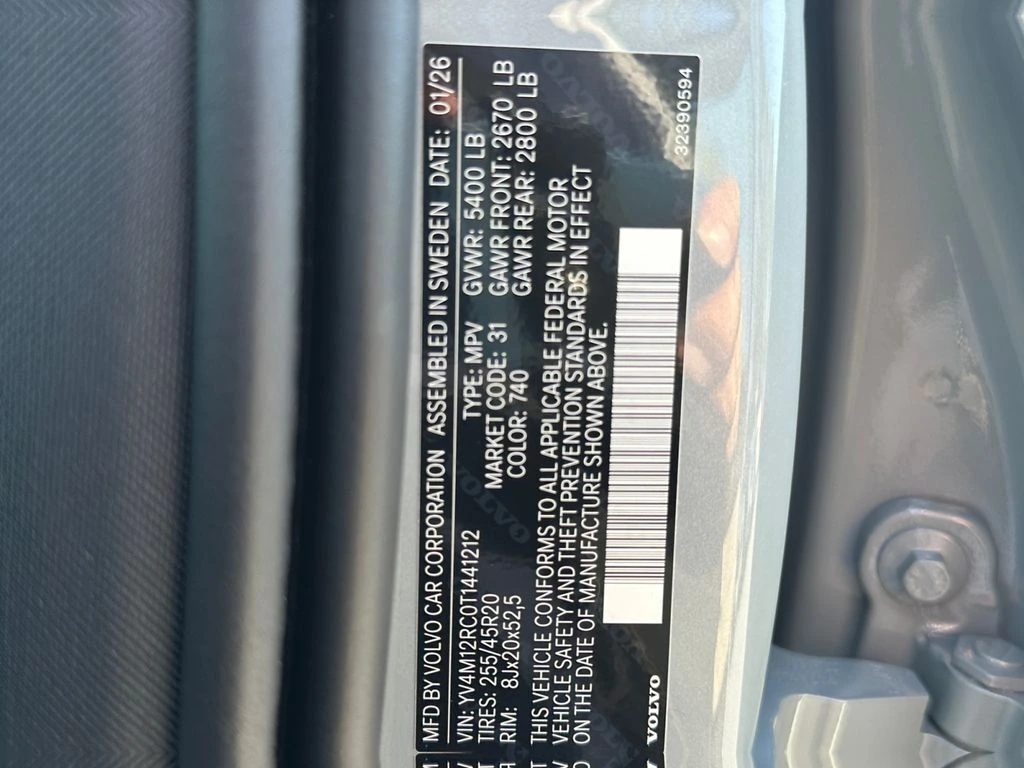 MFD BY VOLVO CAR CORPORATION ASSEMBLED IN SWEDEN DATE: 01/26
VIN: YV4M12RC0T1441212 TYPE: MPV GVWR: 5400 LB
TIRES: 255/45R20 MARKET CODE: 31 GAWR FRONT: 2670 LB
RIM: 8Jx20x52,5 COLOR: 740 GAWR REAR: 2800 LB
THIS VEHICLE CONFORMS TO ALL APPLICABLE FEDERAL MOTOR
VEHICLE SAFETY AND THEFT PREVENTION STANDARDS IN EFFECT
ON THE DATE OF MANUFACTURE SHOWN ABOVE.
VOLVO
32390594